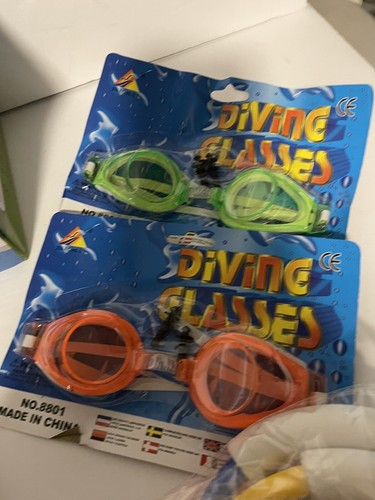 DIVING
CE
GLASSES
DIVING
CE
GLASSES
NO.8801
MADE IN CHINA